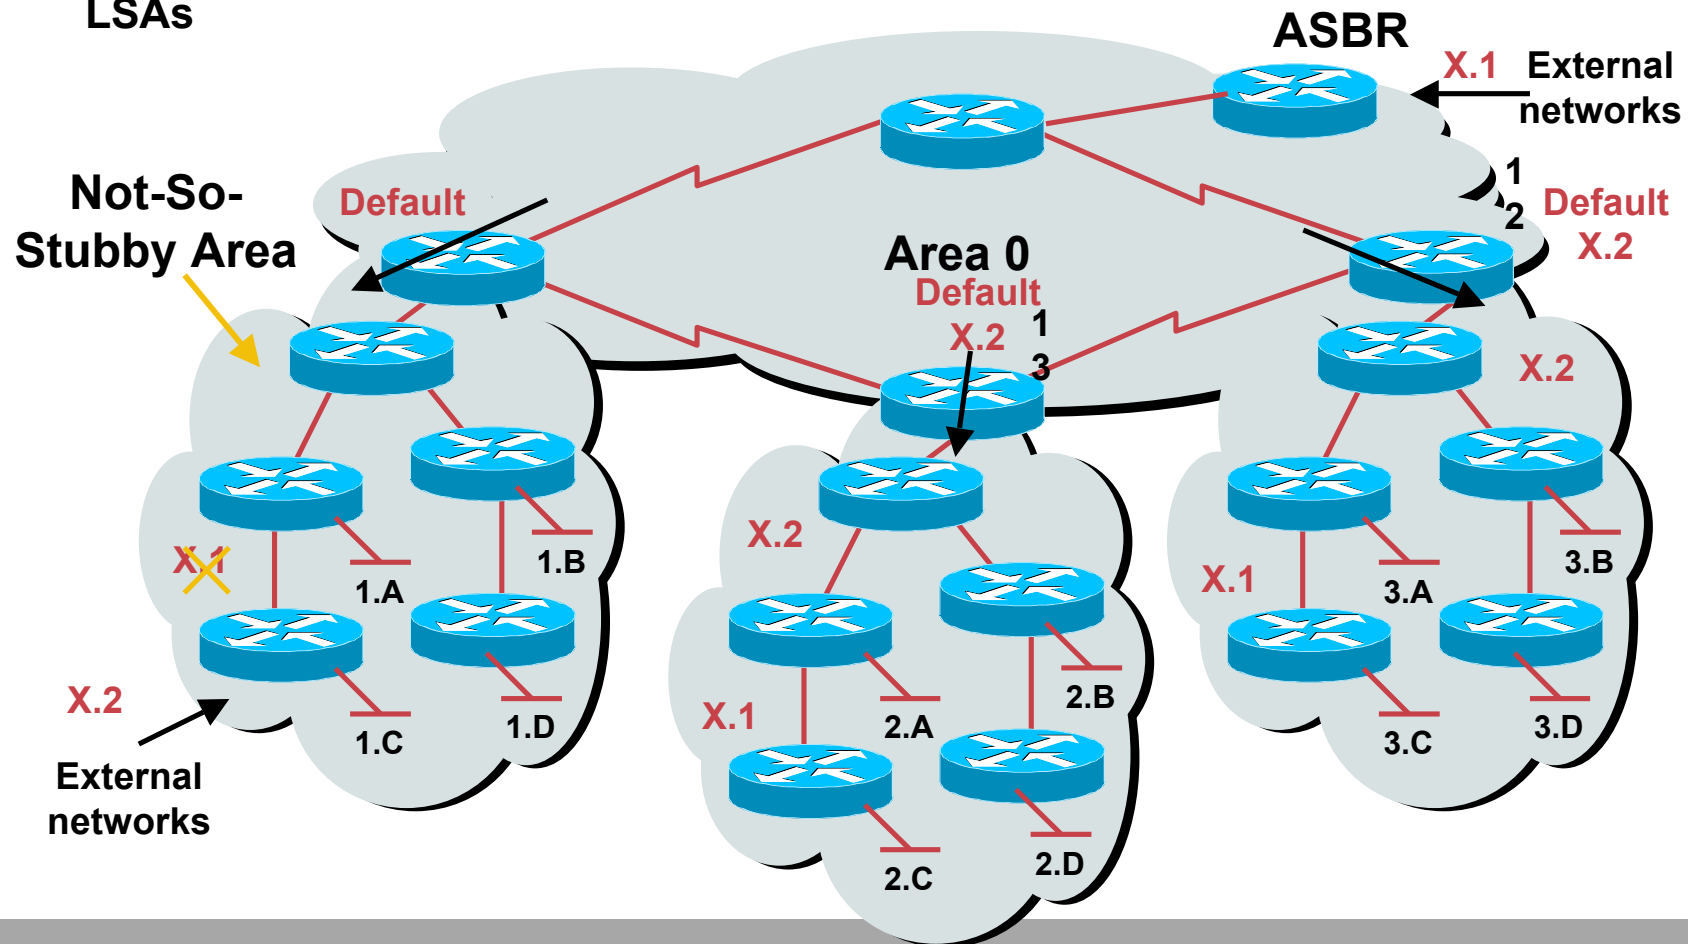 LSAs
ASBR
X.1
External
networks
Not-So-
Stubby Area
Default
1
2
Default
X.2
Area 0
Default
X.2
1
3
X.2
X.1
1.A
1.B
X.2
1.C
1.D
External
networks
X.2
X.1
2.A
2.B
2.C
2.D
X.1
3.A
3.B
3.C
3.D